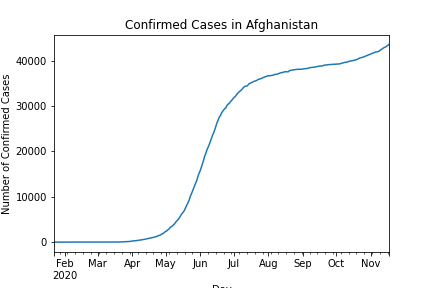 Confirmed Cases in Afghanistan
Number of Confirmed Cases
40000
30000
20000
10000
0
Feb Mar Apr May Jun Jul Aug Sep Oct Nov
2020